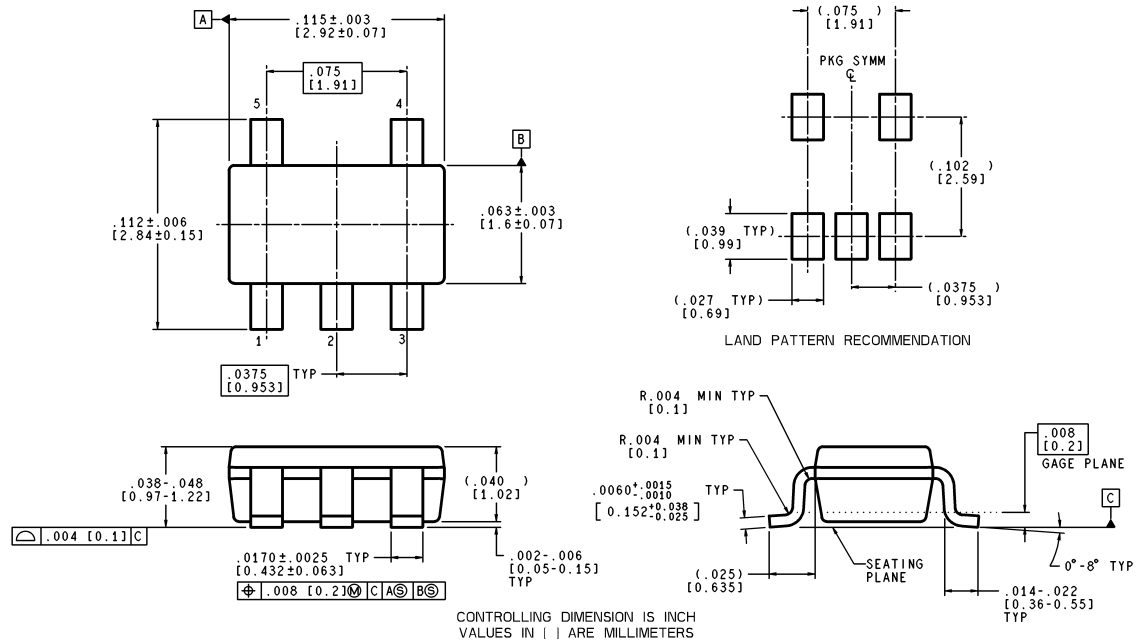 A
.115±.003
[2.92±0.07]
.075
[1.91]
5
4
B
.112±.006
[2.84±0.15]
.063±.003
[1.6±0.07]
1
2
3
.0375
[0.953]
TYP
(.075 )
[1.91]
PKG SYMM
℄
(.102 )
[2.59]
(.039 TYP)
[0.99]
(.027 TYP)
[0.69]
(.0375 )
[0.953]
LAND PATTERN RECOMMENDATION
.038-.048
[0.97-1.22]
(.040 )
[1.02]
⌓ .004 [0.1] C
.0170±.0025 TYP
[0.432±0.063]
⌖ .008 [0.2]Ⓜ C AⓈ BⓈ
.002-.006
[0.05-0.15]
TYP
R.004 MIN TYP
[0.1]
R.004 MIN TYP
[0.1]
.0060+.0015 -.0010 TYP
[0.152+0.038 -0.025]
.008
[0.2]
GAGE PLANE
C
SEATING
PLANE
0°-8° TYP
(.025)
[0.635]
.014-.022
[0.36-0.55]
TYP
CONTROLLING DIMENSION IS INCH
VALUES IN [ ] ARE MILLIMETERS